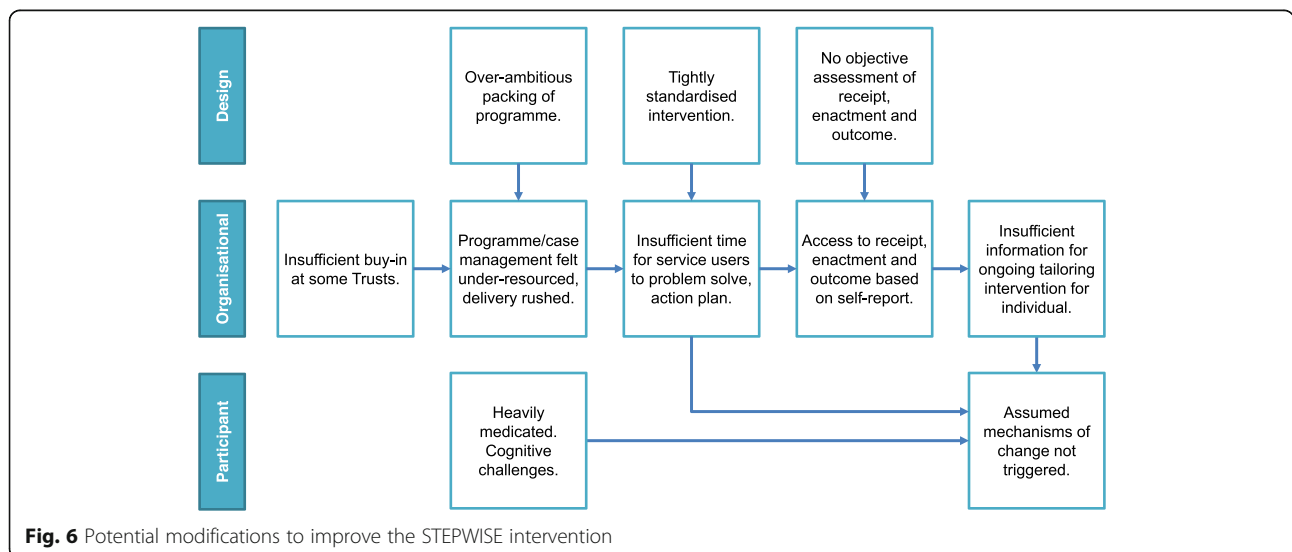 Design
Over-ambitious
packing of
programme.
Tightly
standardised
intervention.
No objective
assessment of
receipt,
enactment and
outcome.
Organisational
Insufficient buy-in
at some Trusts.
Programme/case
management felt
under-resourced,
delivery rushed.
Insufficient time
for service users
to problem solve,
action plan.
Access to receipt,
enactment and
outcome based
on self-report.
Insufficient
information for
ongoing tailoring
intervention for
individual.
Participant
Heavily
medicated.
Cognitive
challenges.
Assumed
mechanisms of
change not
triggered.
Fig. 6 Potential modifications to improve the STEPWISE intervention